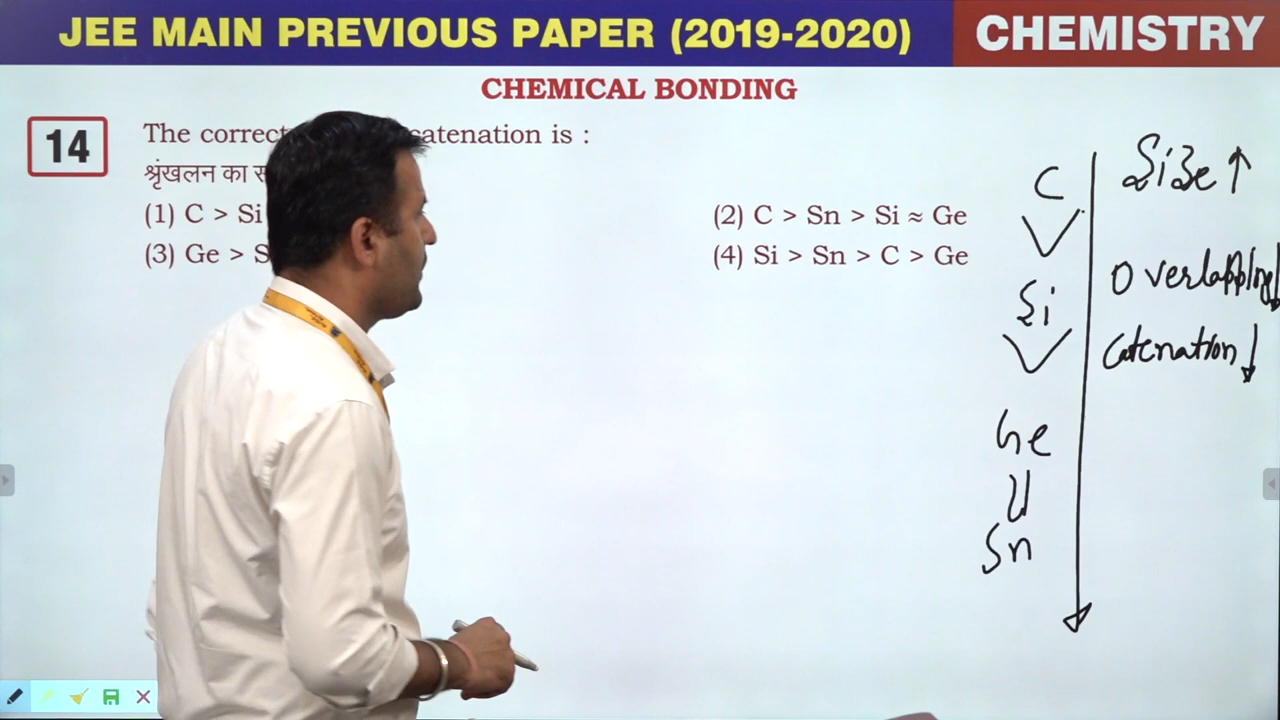 JEE MAIN PREVIOUS PAPER (2019-2020)
CHEMISTRY
CHEMICAL BONDING
14
The correct catenation is :
श्रृंखलन का
(1) C > Si
(2) C > Sn > Si ≈ Ge
(3) Ge > S
(4) Si > Sn > C > Ge
C
Si
Ge
Sn
Size ↑
Overlapping ↓
Catenation ↓